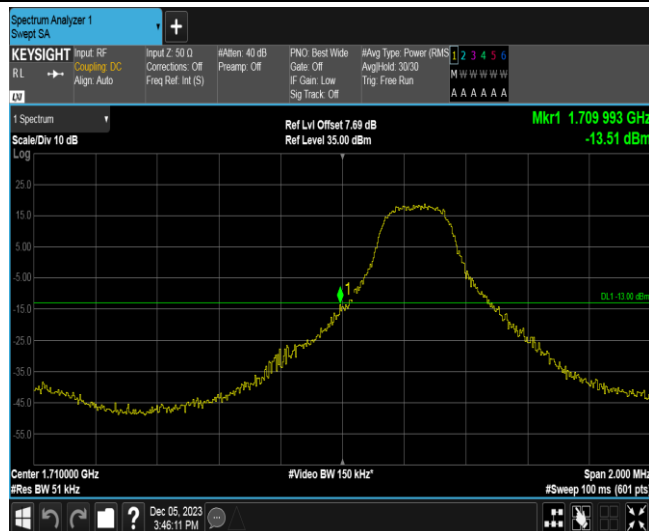 Spectrum Analyzer 1
Swept SA
+
KEYSIGHT
RL
LXI
Input: RF
Coupling: DC
Align: Auto
Input Z: 50 Ω
Corrections: Off
Freq Ref: Int (S)
#Atten: 40 dB
Preamp: Off
PNO: Best Wide
Gate: Off
IF Gain: Low
Sig Track: Off
#Avg Type: Power (RMS
Avg|Hold: 30/30
Trig: Free Run
1 2 3 4 5 6
M W W W W W
A A A A A A
1 Spectrum
Scale/Div 10 dB
Log
Ref Lvl Offset 7.69 dB
Ref Level 35.00 dBm
Mkr1 1.709 993 GHz
-13.51 dBm
25.0
15.0
5.00
-5.00
-15.0
-25.0
-35.0
-45.0
-55.0
1
DL1 -13.00 dBm
Center 1.710000 GHz
#Res BW 51 kHz
#Video BW 150 kHz*
Span 2.000 MHz
#Sweep 100 ms (601 pts)
?
Dec 05, 2023
3:46:11 PM